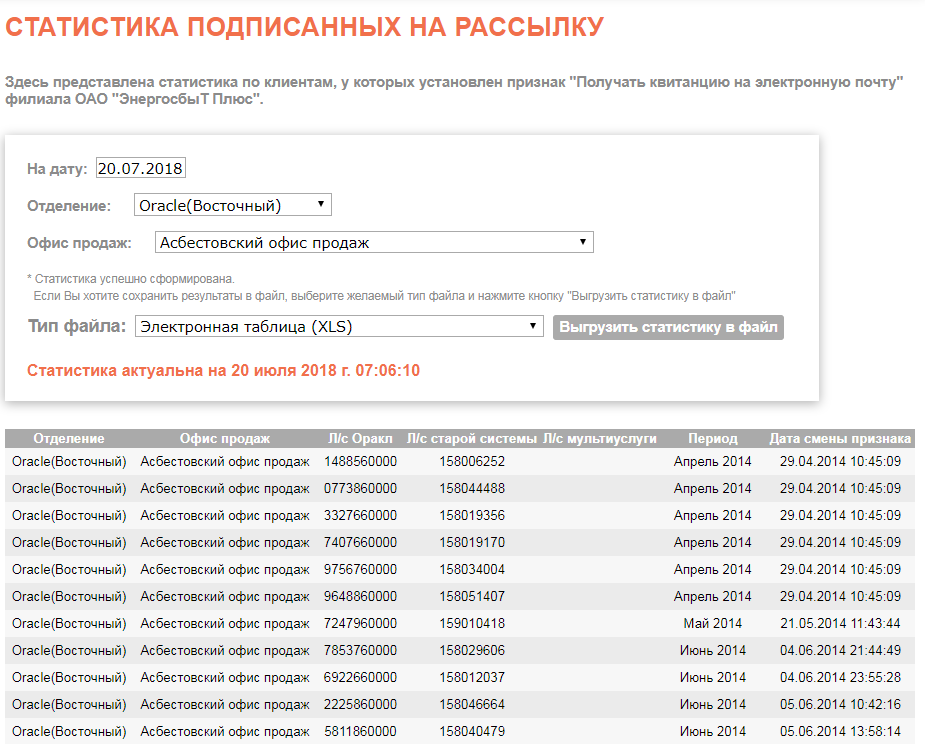 СТАТИСТИКА ПОДПИСАННЫХ НА РАССЫЛКУ
Здесь представлена статистика по клиентам, у которых установлен признак "Получать квитанцию на электронную почту"
филиала ОАО "ЭнергосбыТ Плюс".
На дату: 20.07.2018
Отделение: Oracle(Восточный)
Офис продаж: Асбестовский офис продаж
* Статистика успешно сформирована.
Если Вы хотите сохранить результаты в файл, выберите желаемый тип файла и нажмите кнопку "Выгрузить статистику в файл"
Тип файла: Электронная таблица (XLS) Выгрузить статистику в файл
Статистика актуальна на 20 июля 2018 г. 07:06:10
Отделение Офис продаж Л/с Оракл Л/с старой системы Л/с мультиуслуги Период Дата смены признака
Oracle(Восточный) Асбестовский офис продаж 1488560000 158006252 Апрель 2014 29.04.2014 10:45:09
Oracle(Восточный) Асбестовский офис продаж 0773860000 158044488 Апрель 2014 29.04.2014 10:45:09
Oracle(Восточный) Асбестовский офис продаж 3327660000 158019356 Апрель 2014 29.04.2014 10:45:09
Oracle(Восточный) Асбестовский офис продаж 7407660000 158019170 Апрель 2014 29.04.2014 10:45:09
Oracle(Восточный) Асбестовский офис продаж 9756760000 158034004 Апрель 2014 29.04.2014 10:45:09
Oracle(Восточный) Асбестовский офис продаж 9648860000 158051407 Апрель 2014 29.04.2014 10:45:09
Oracle(Восточный) Асбестовский офис продаж 7247960000 159010418 Май 2014 21.05.2014 11:43:44
Oracle(Восточный) Асбестовский офис продаж 7853760000 158029606 Июнь 2014 04.06.2014 21:44:49
Oracle(Восточный) Асбестовский офис продаж 6922660000 158012037 Июнь 2014 04.06.2014 23:55:28
Oracle(Восточный) Асбестовский офис продаж 2225860000 158046664 Июнь 2014 05.06.2014 10:42:16
Oracle(Восточный) Асбестовский офис продаж 5811860000 158040479 Июнь 2014 05.06.2014 13:58:14